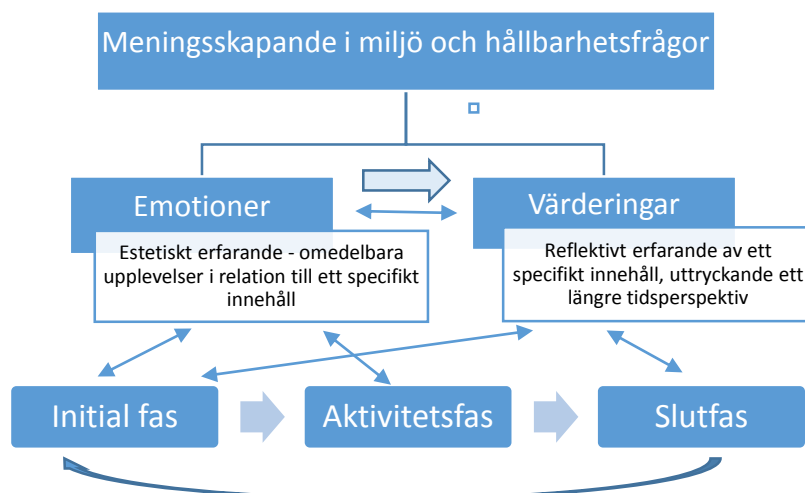 Meningsskapande i miljö och hållbarhetsfrågor
Emotioner
Estetiskt erfarande - omedelbara
upplevelser i relation till ett specifikt
innehåll
Värderingar
Reflektivt erfarande av ett
specifikt innehåll, uttryckande ett
längre tidsperspektiv
Initial fas
Aktivitetsfas
Slutfas